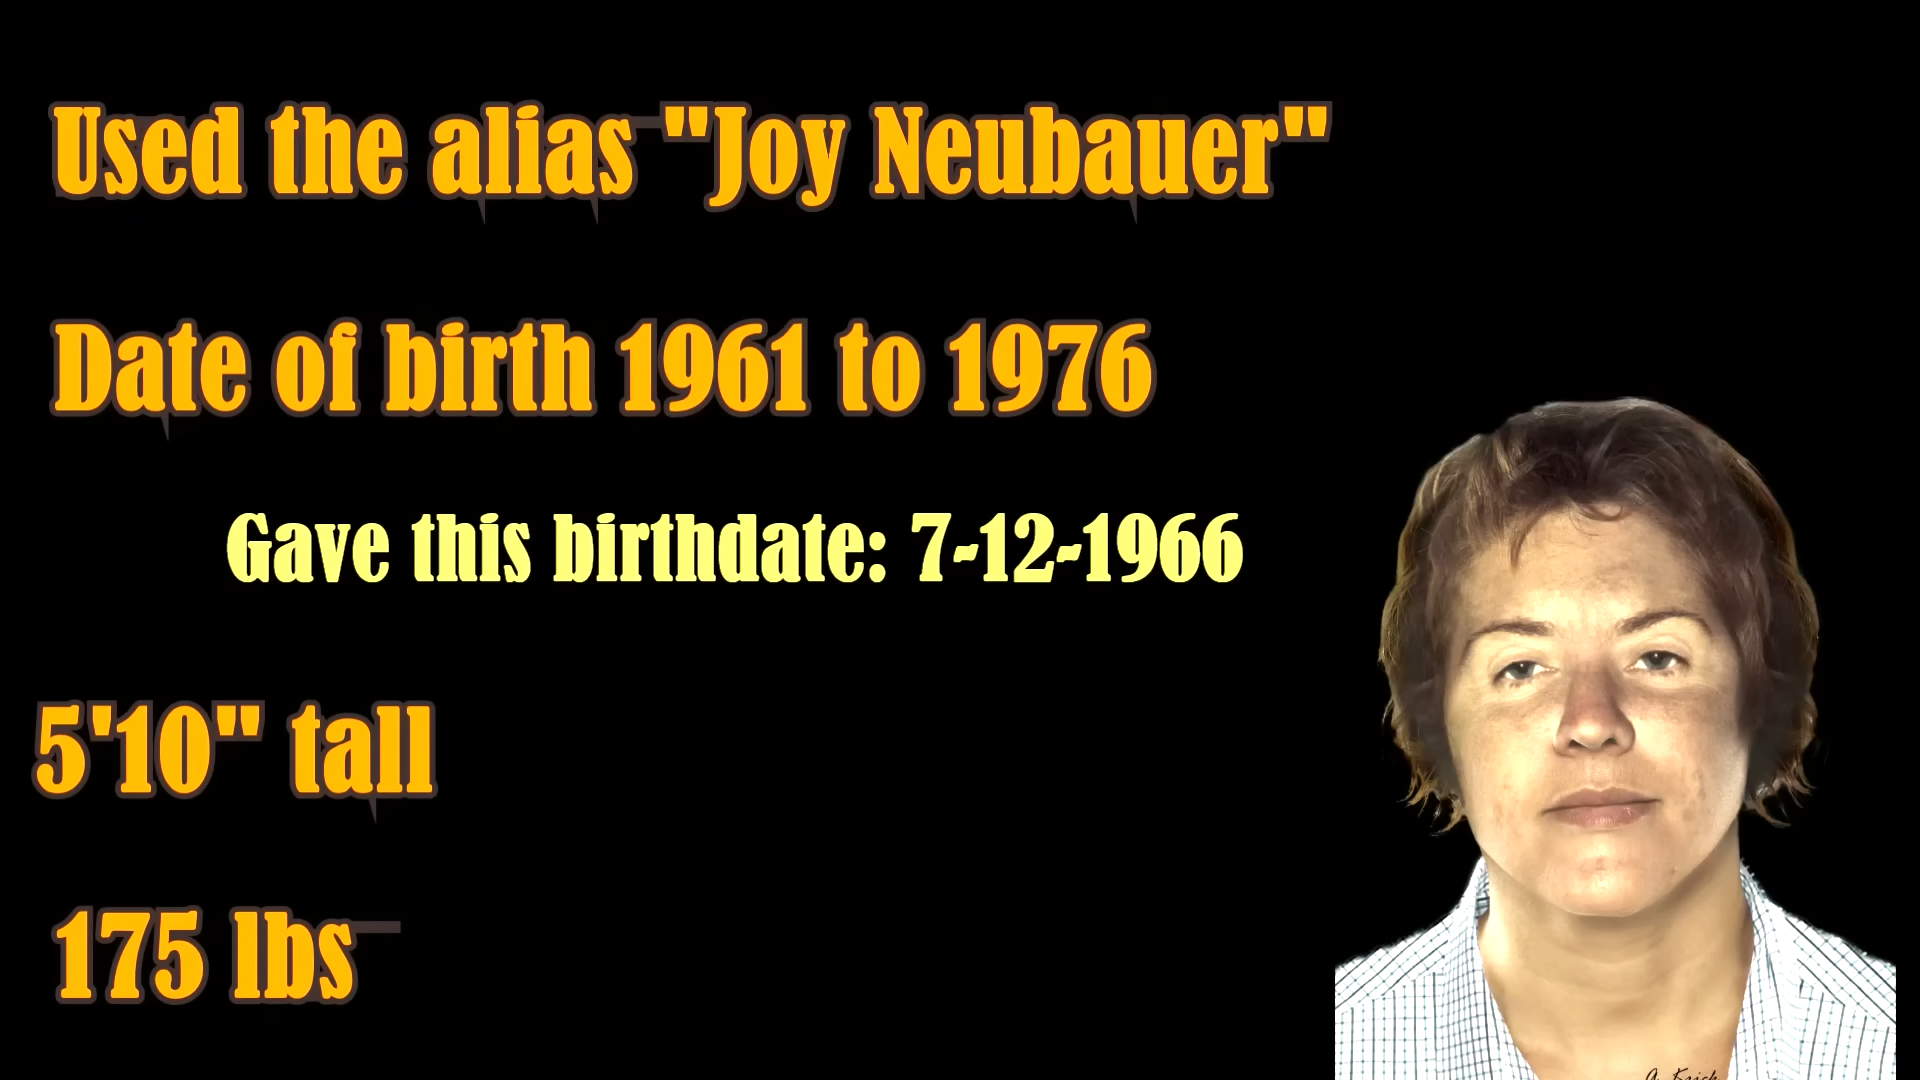 Used the alias "Joy Neubauer"
Date of birth 1961 to 1976
Gave this birthdate: 7-12-1966
5'10" tall
175 lbs